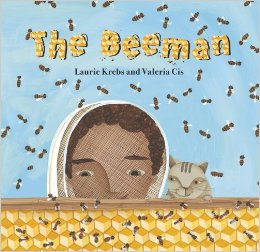 The Beeman
Laurie Krebs and Valeria Cis